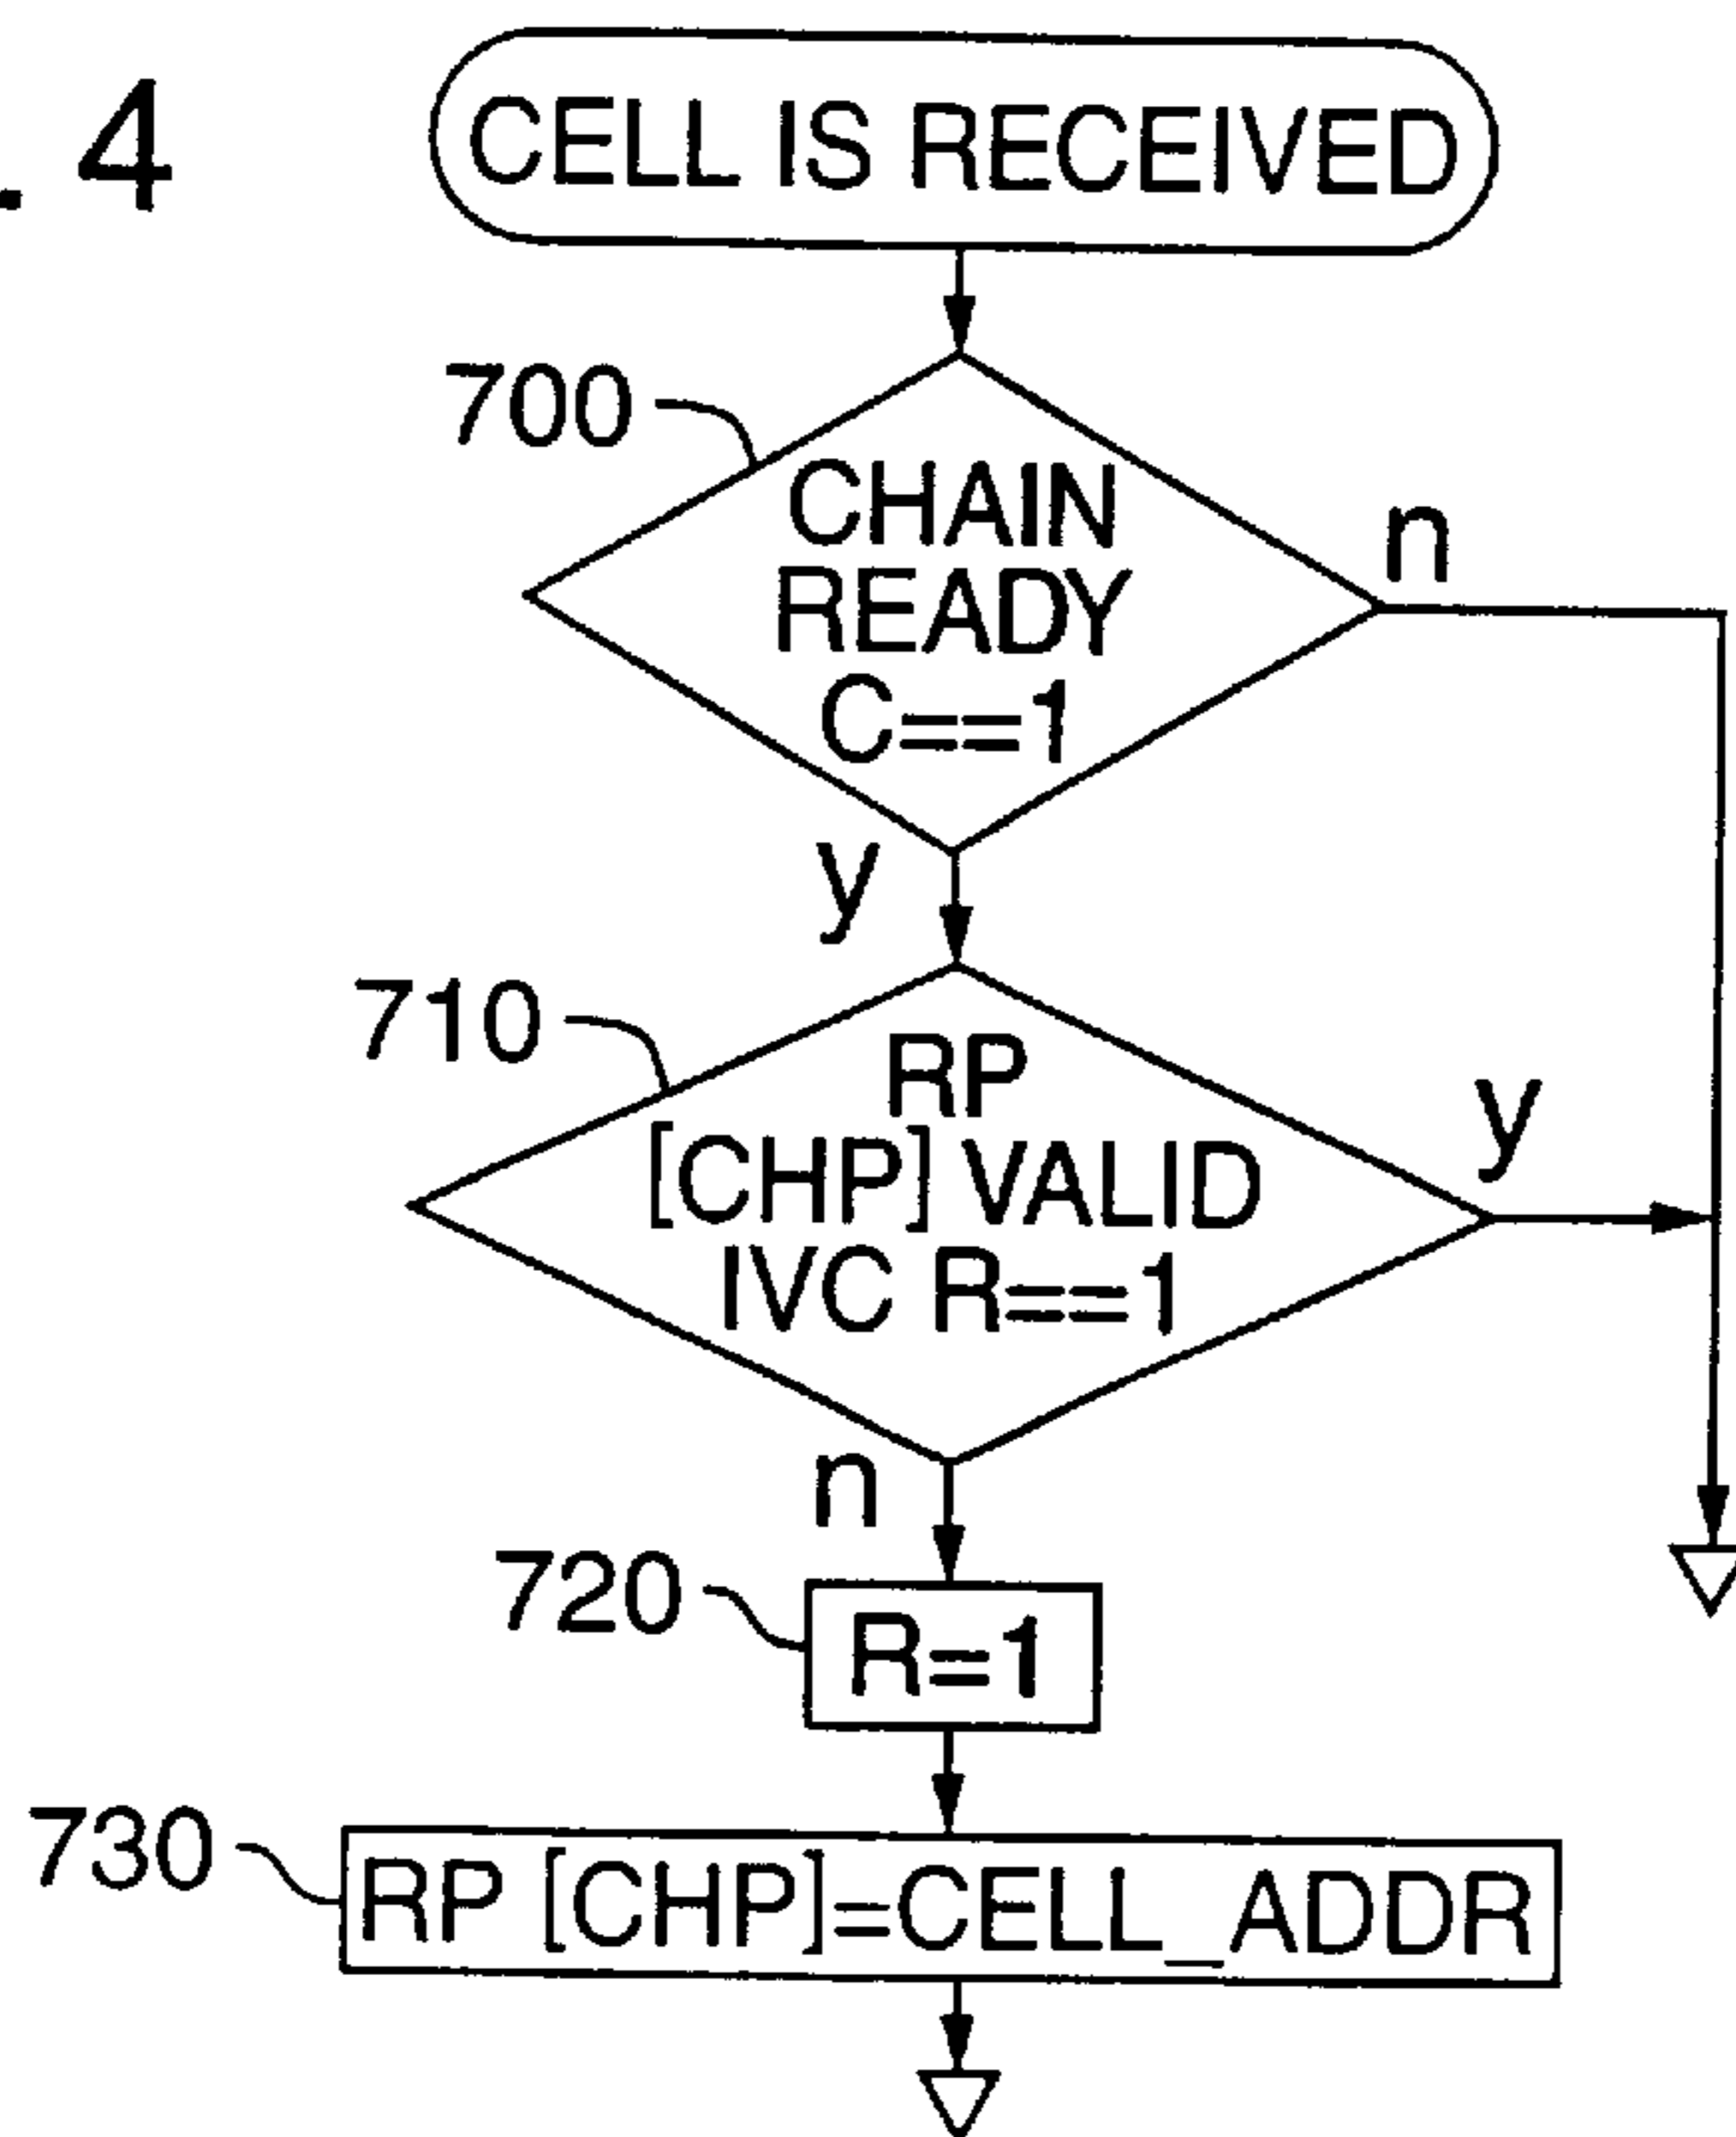 . 4
CELL IS RECEIVED
700
CHAIN
READY
C==1
n
y
710
RP
[CHP] VALID
IVC R==1
y
n
720
R=1
730
RP [CHP]=CELL_ADDR